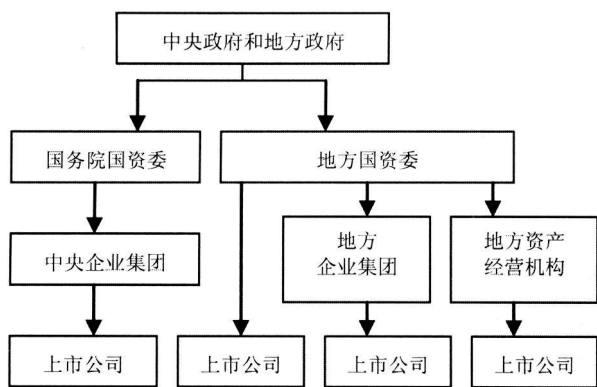 中央政府和地方政府
国务院国资委
地方国资委
中央企业集团
地方
企业集团
地方资产
经营机构
上市公司
上市公司
上市公司
上市公司